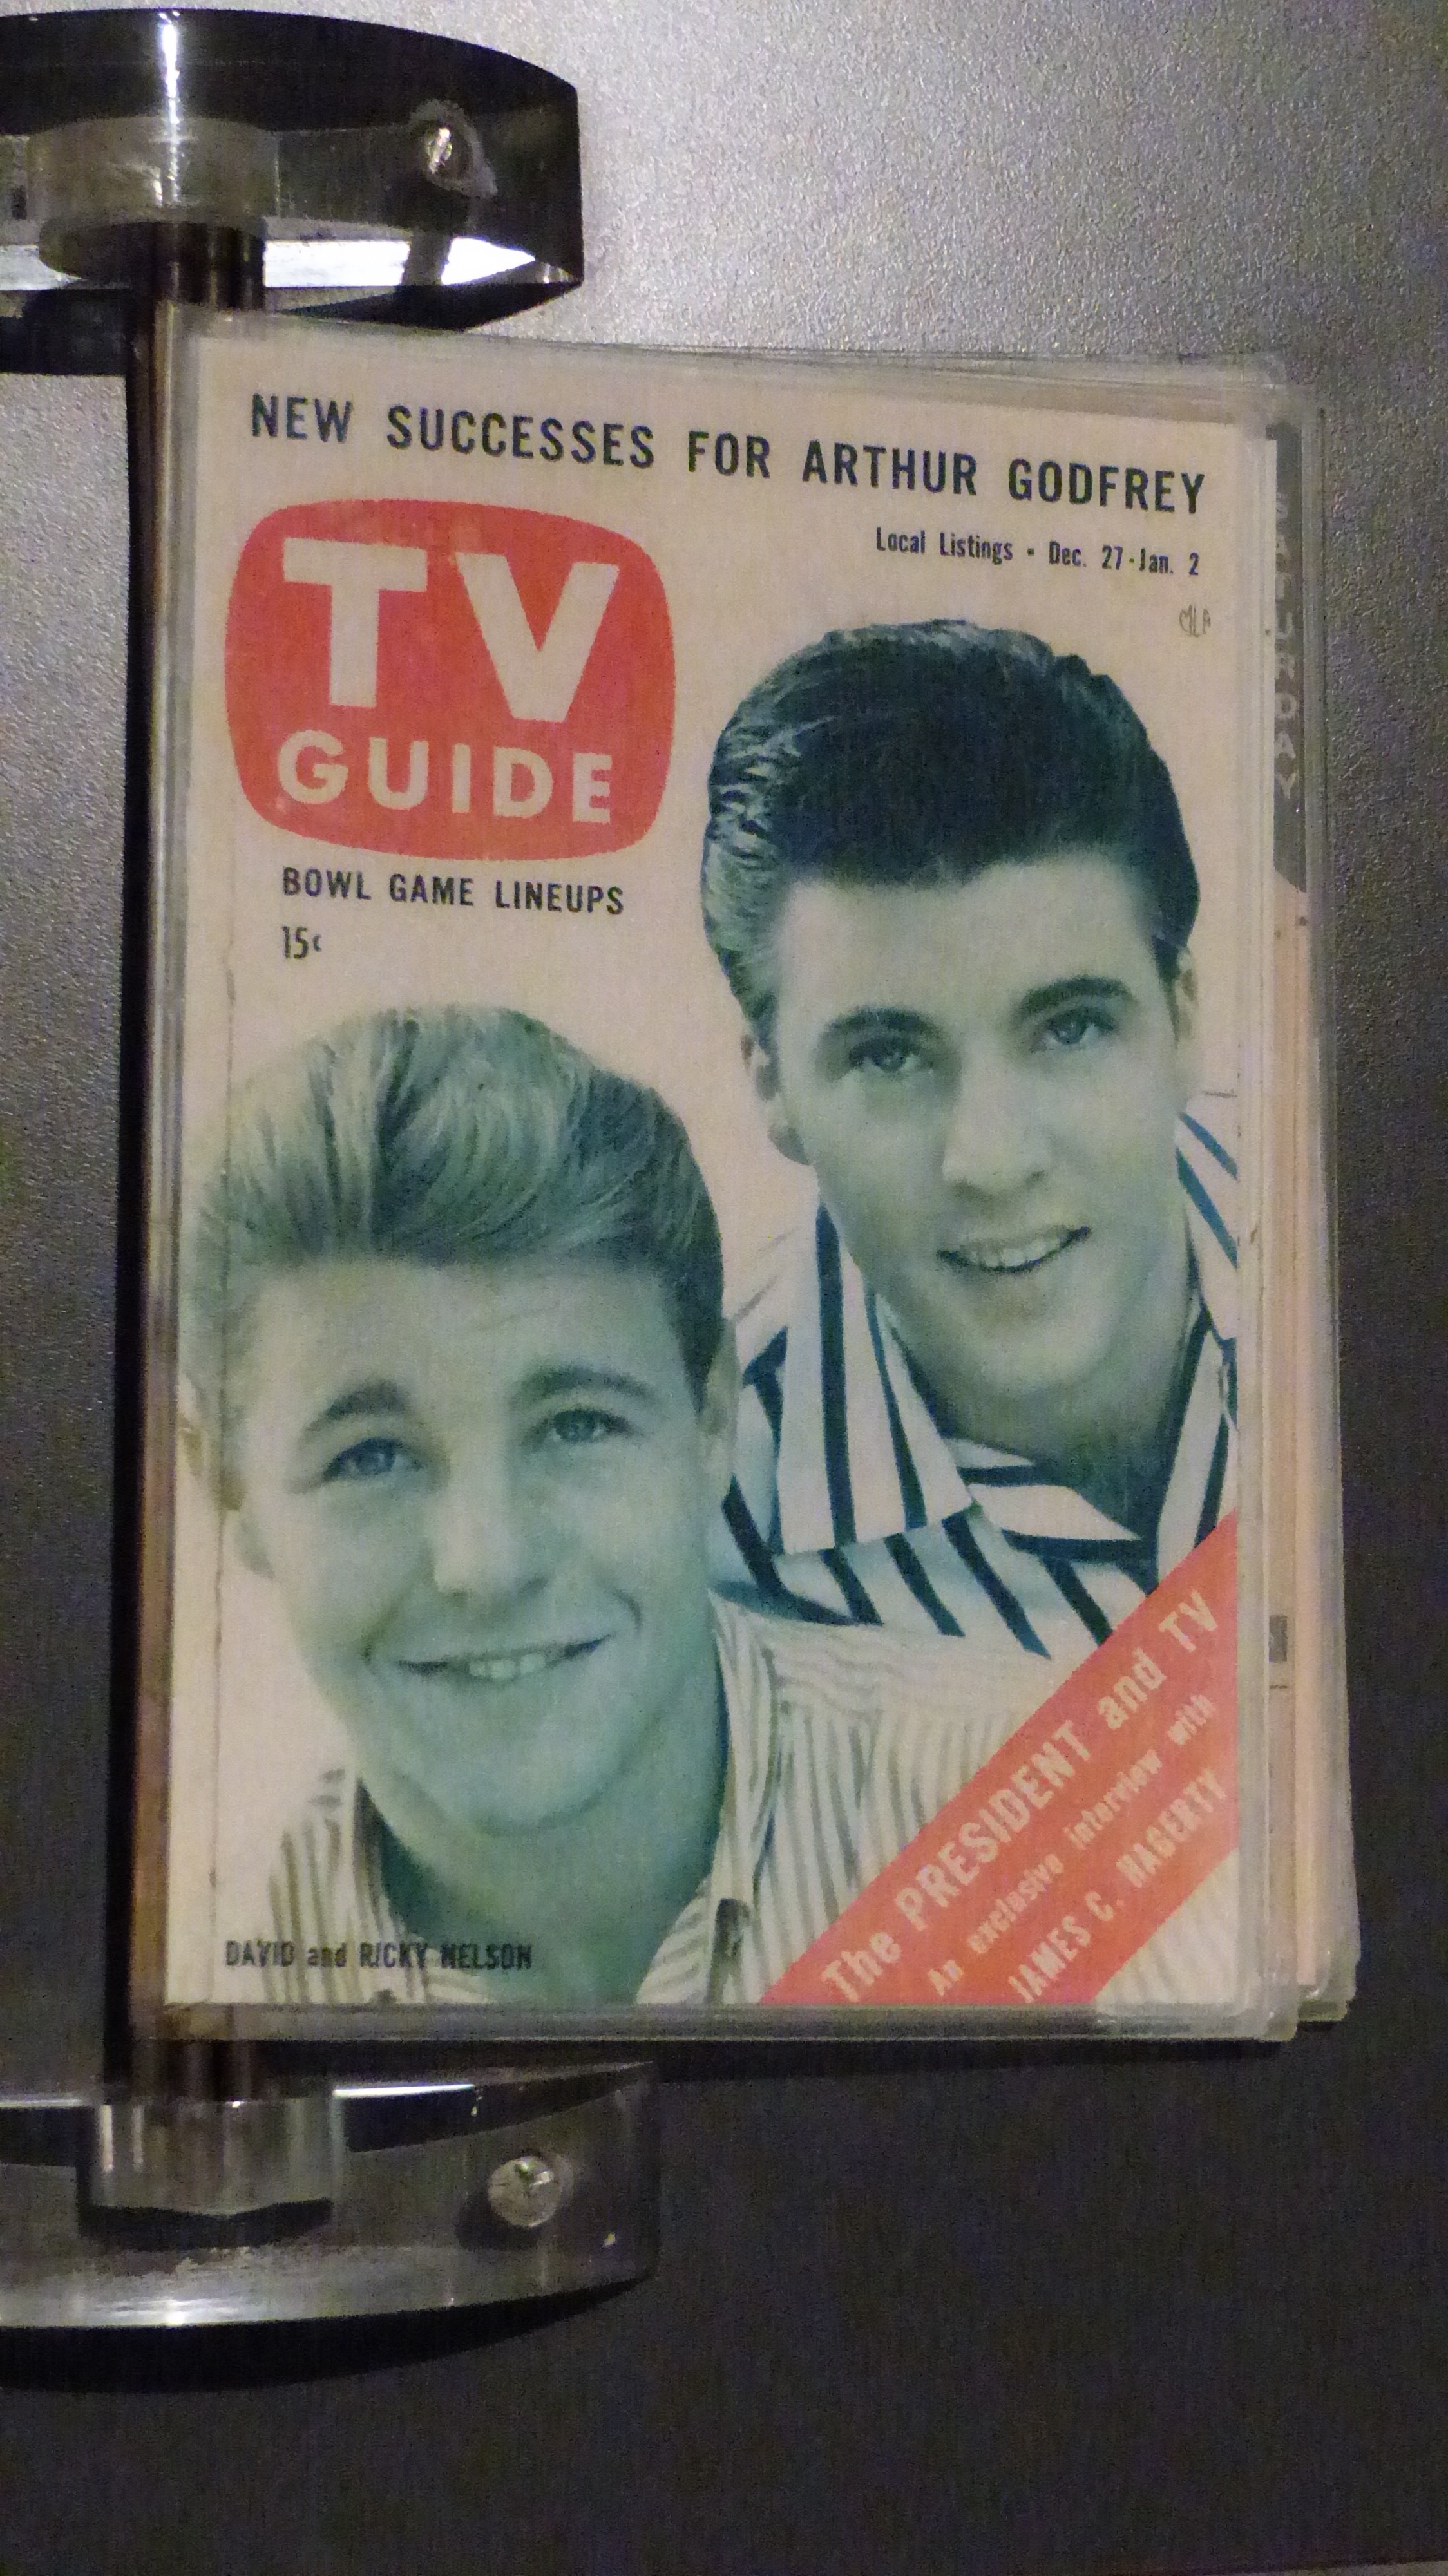 NEW SUCCESSES FOR ARTHUR GODFREY
Local Listings • Dec. 27-Jan. 2
MLA
TV
GUIDE
BOWL GAME LINEUPS
15¢
SATURDAY
The PRESIDENT and TV
An exclusive interview with
JAMES C. HAGERTY
DAVID and RICKY NELSON